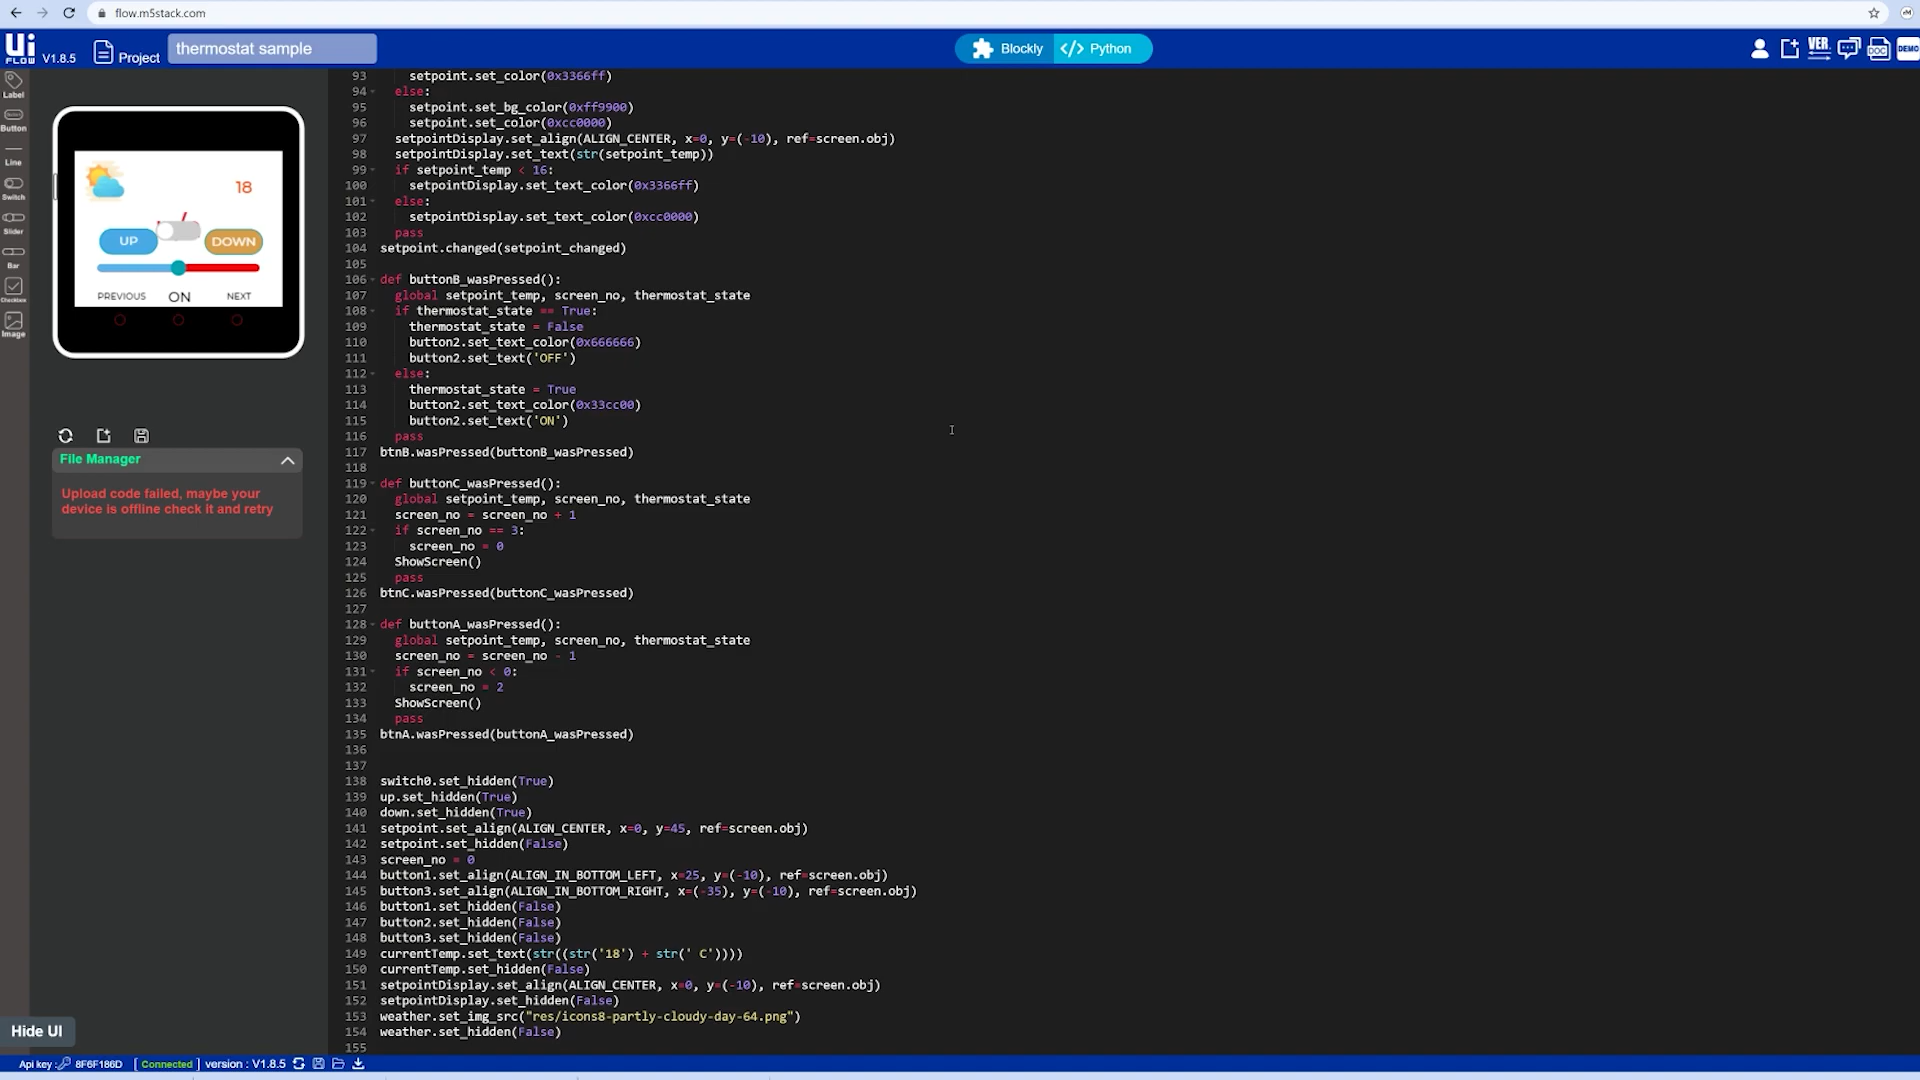 flow.m5stack.com
Ui
FLOW
V1.8.5
Project
thermostat sample
Blockly
</> Python
VER.
DOC
DEMO
Label
Button
Line
Switch
Slider
Bar
Checkbox
Image
18
UP
DOWN
PREVIOUS
ON
NEXT
File Manager
Upload code failed, maybe your
device is offline check it and retry
93 setpoint.set_color(0x3366ff)
94 else:
95 setpoint.set_bg_color(0xff9900)
96 setpoint.set_color(0xcc0000)
97 setpointDisplay.set_align(ALIGN_CENTER, x=0, y=(-10), ref=screen.obj)
98 setpointDisplay.set_text(str(setpoint_temp))
99 if setpoint_temp < 16:
100 setpointDisplay.set_text_color(0x3366ff)
101 else:
102 setpointDisplay.set_text_color(0xcc0000)
103 pass
104 setpoint.changed(setpoint_changed)
105
106 def buttonB_wasPressed():
107 global setpoint_temp, screen_no, thermostat_state
108 if thermostat_state == True:
109 thermostat_state = False
110 button2.set_text_color(0x666666)
111 button2.set_text('OFF')
112 else:
113 thermostat_state = True
114 button2.set_text_color(0x33cc00)
115 button2.set_text('ON')
116 pass
117 btnB.wasPressed(buttonB_wasPressed)
118
119 def buttonC_wasPressed():
120 global setpoint_temp, screen_no, thermostat_state
121 screen_no = screen_no + 1
122 if screen_no == 3:
123 screen_no = 0
124 ShowScreen()
125 pass
126 btnC.wasPressed(buttonC_wasPressed)
127
128 def buttonA_wasPressed():
129 global setpoint_temp, screen_no, thermostat_state
130 screen_no = screen_no - 1
131 if screen_no < 0:
132 screen_no = 2
133 ShowScreen()
134 pass
135 btnA.wasPressed(buttonA_wasPressed)
136
137
138 switch0.set_hidden(True)
139 up.set_hidden(True)
140 down.set_hidden(True)
141 setpoint.set_align(ALIGN_CENTER, x=0, y=45, ref=screen.obj)
142 setpoint.set_hidden(False)
143 screen_no = 0
144 button1.set_align(ALIGN_IN_BOTTOM_LEFT, x=25, y=(-10), ref=screen.obj)
145 button3.set_align(ALIGN_IN_BOTTOM_RIGHT, x=(-35), y=(-10), ref=screen.obj)
146 button1.set_hidden(False)
147 button2.set_hidden(False)
148 button3.set_hidden(False)
149 currentTemp.set_text(str((str('18') + str(' C'))))
150 currentTemp.set_hidden(False)
151 setpointDisplay.set_align(ALIGN_CENTER, x=0, y=(-10), ref=screen.obj)
152 setpointDisplay.set_hidden(False)
153 weather.set_img_src("res/icons8-partly-cloudy-day-64.png")
154 weather.set_hidden(False)
155
Hide UI
Api key : 8F6F186D [ Connected ] version : V1.8.5